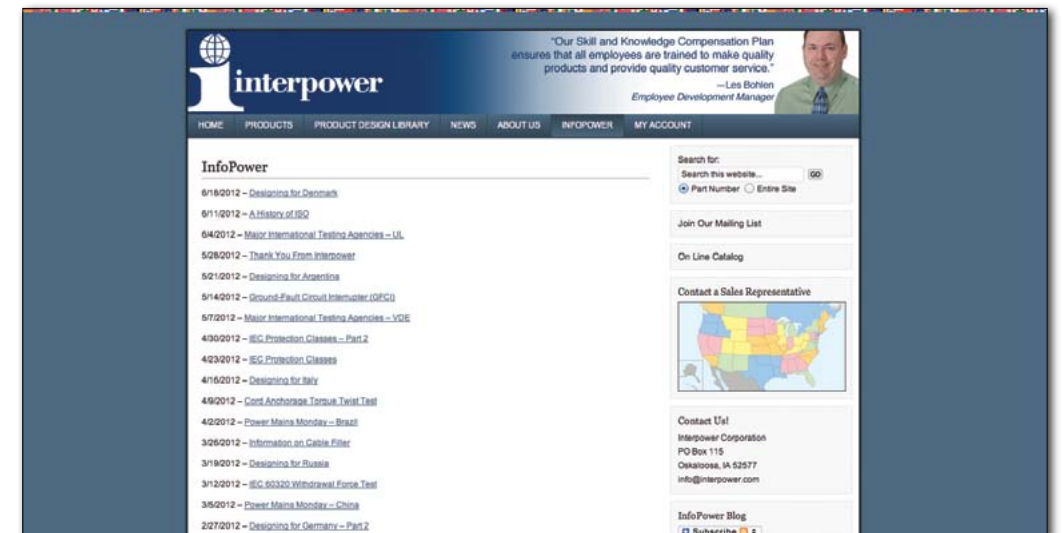 "Our Skill and Knowledge Compensation Plan
ensures that all employees are trained to make quality
products and provide quality customer service."
—Les Bohlen
Employee Development Manager
interpower
HOME PRODUCTS PRODUCT DESIGN LIBRARY NEWS ABOUT US INFOPOWER MY ACCOUNT
InfoPower
6/18/2012 – Designing for Denmark
6/11/2012 – A History of ISO
6/4/2012 – Major International Testing Agencies – UL
5/28/2012 – Thank You From Interpower
5/21/2012 – Designing for Argentina
5/14/2012 – Ground-Fault Circuit Interrupter (GFCI)
5/7/2012 – Major International Testing Agencies – VDE
4/30/2012 – IEC Protection Classes – Part 2
4/23/2012 – IEC Protection Classes
4/16/2012 – Designing for Italy
4/9/2012 – Cord Anchorage Torque Twist Test
4/2/2012 – Power Mains Monday – Brazil
3/26/2012 – Information on Cable Filler
3/19/2012 – Designing for Russia
3/12/2012 – IEC 60320 Withdrawal Force Test
3/5/2012 – Power Mains Monday – China
2/27/2012 – Designing for Germany – Part 2
Search for:
Search this website... GO
Part Number Entire Site
Join Our Mailing List
On Line Catalog
Contact a Sales Representative
Contact Us!
Interpower Corporation
PO Box 115
Oskaloosa, IA 52577
info@interpower.com
InfoPower Blog
Subscribe